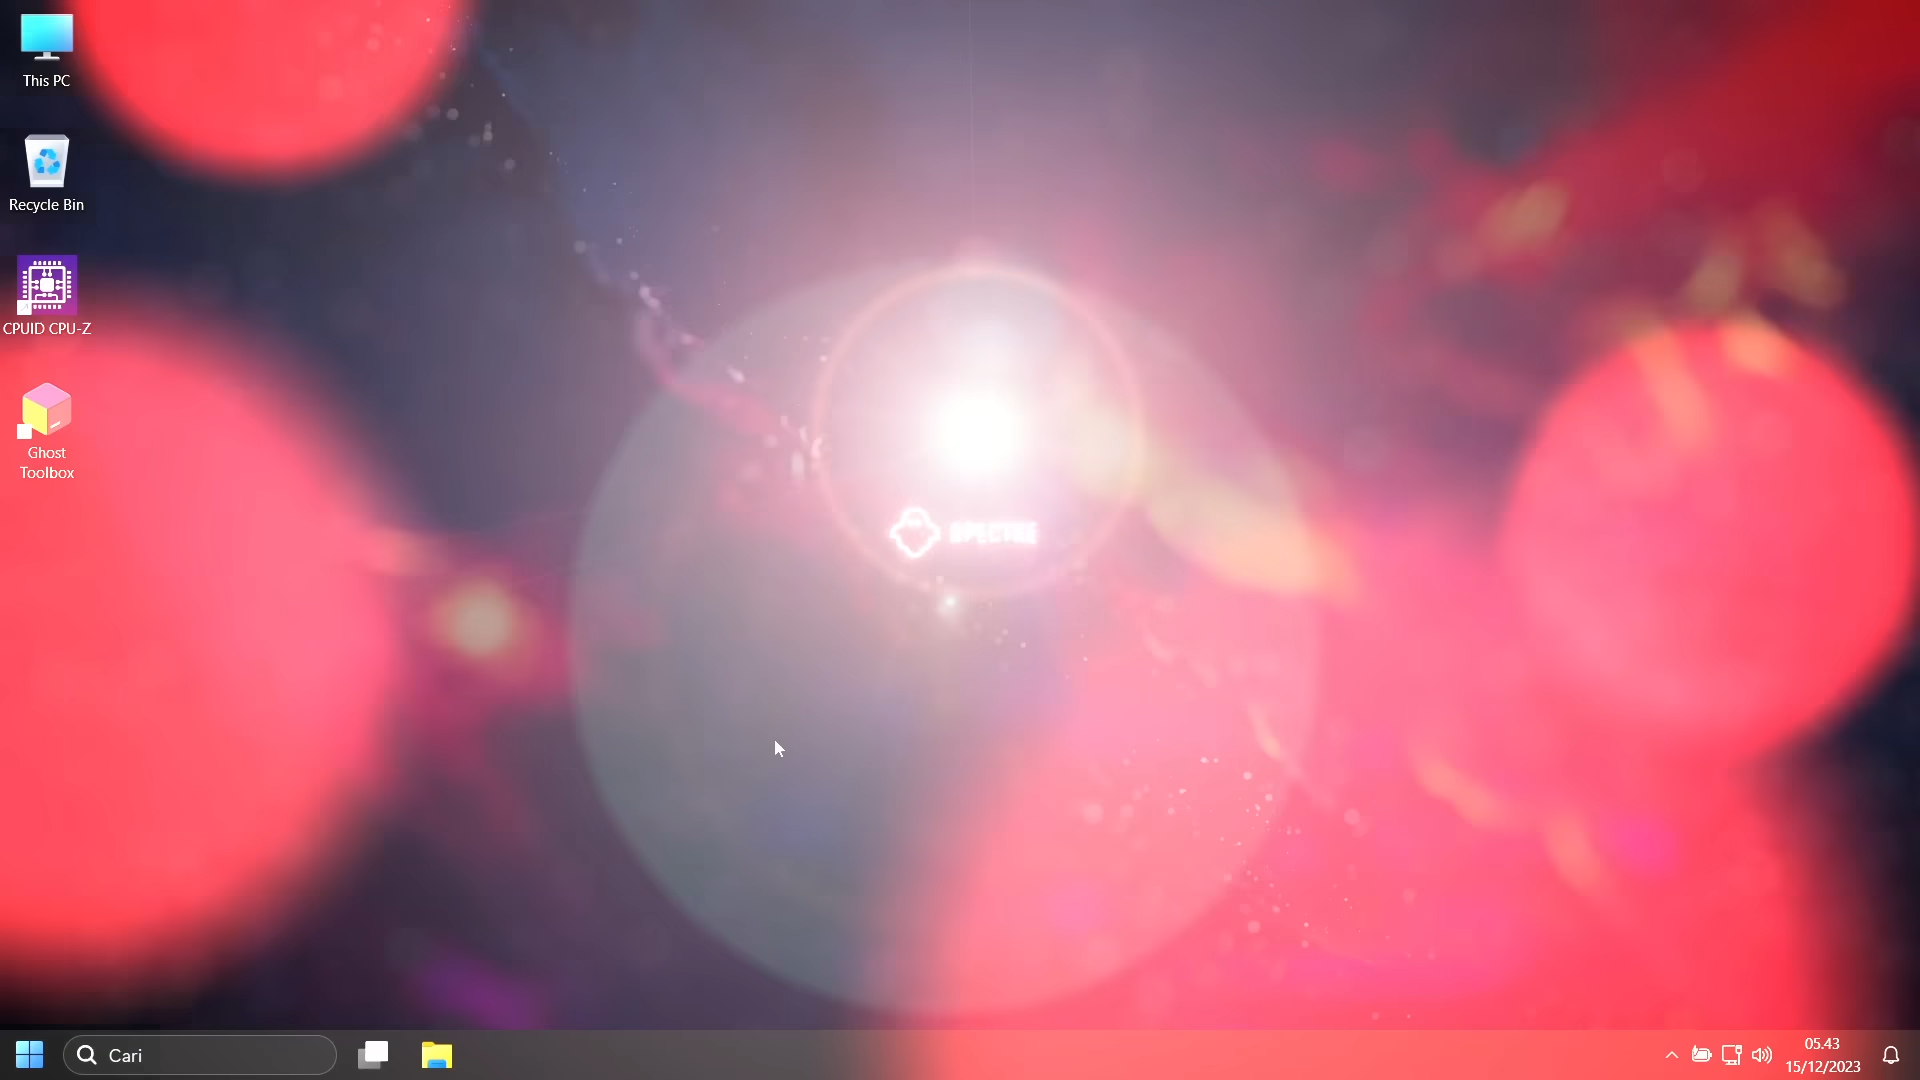 This PC
Recycle Bin
CPUID CPU-Z
Ghost
Toolbox
SPECTRE
Cari
05.43
15/12/2023